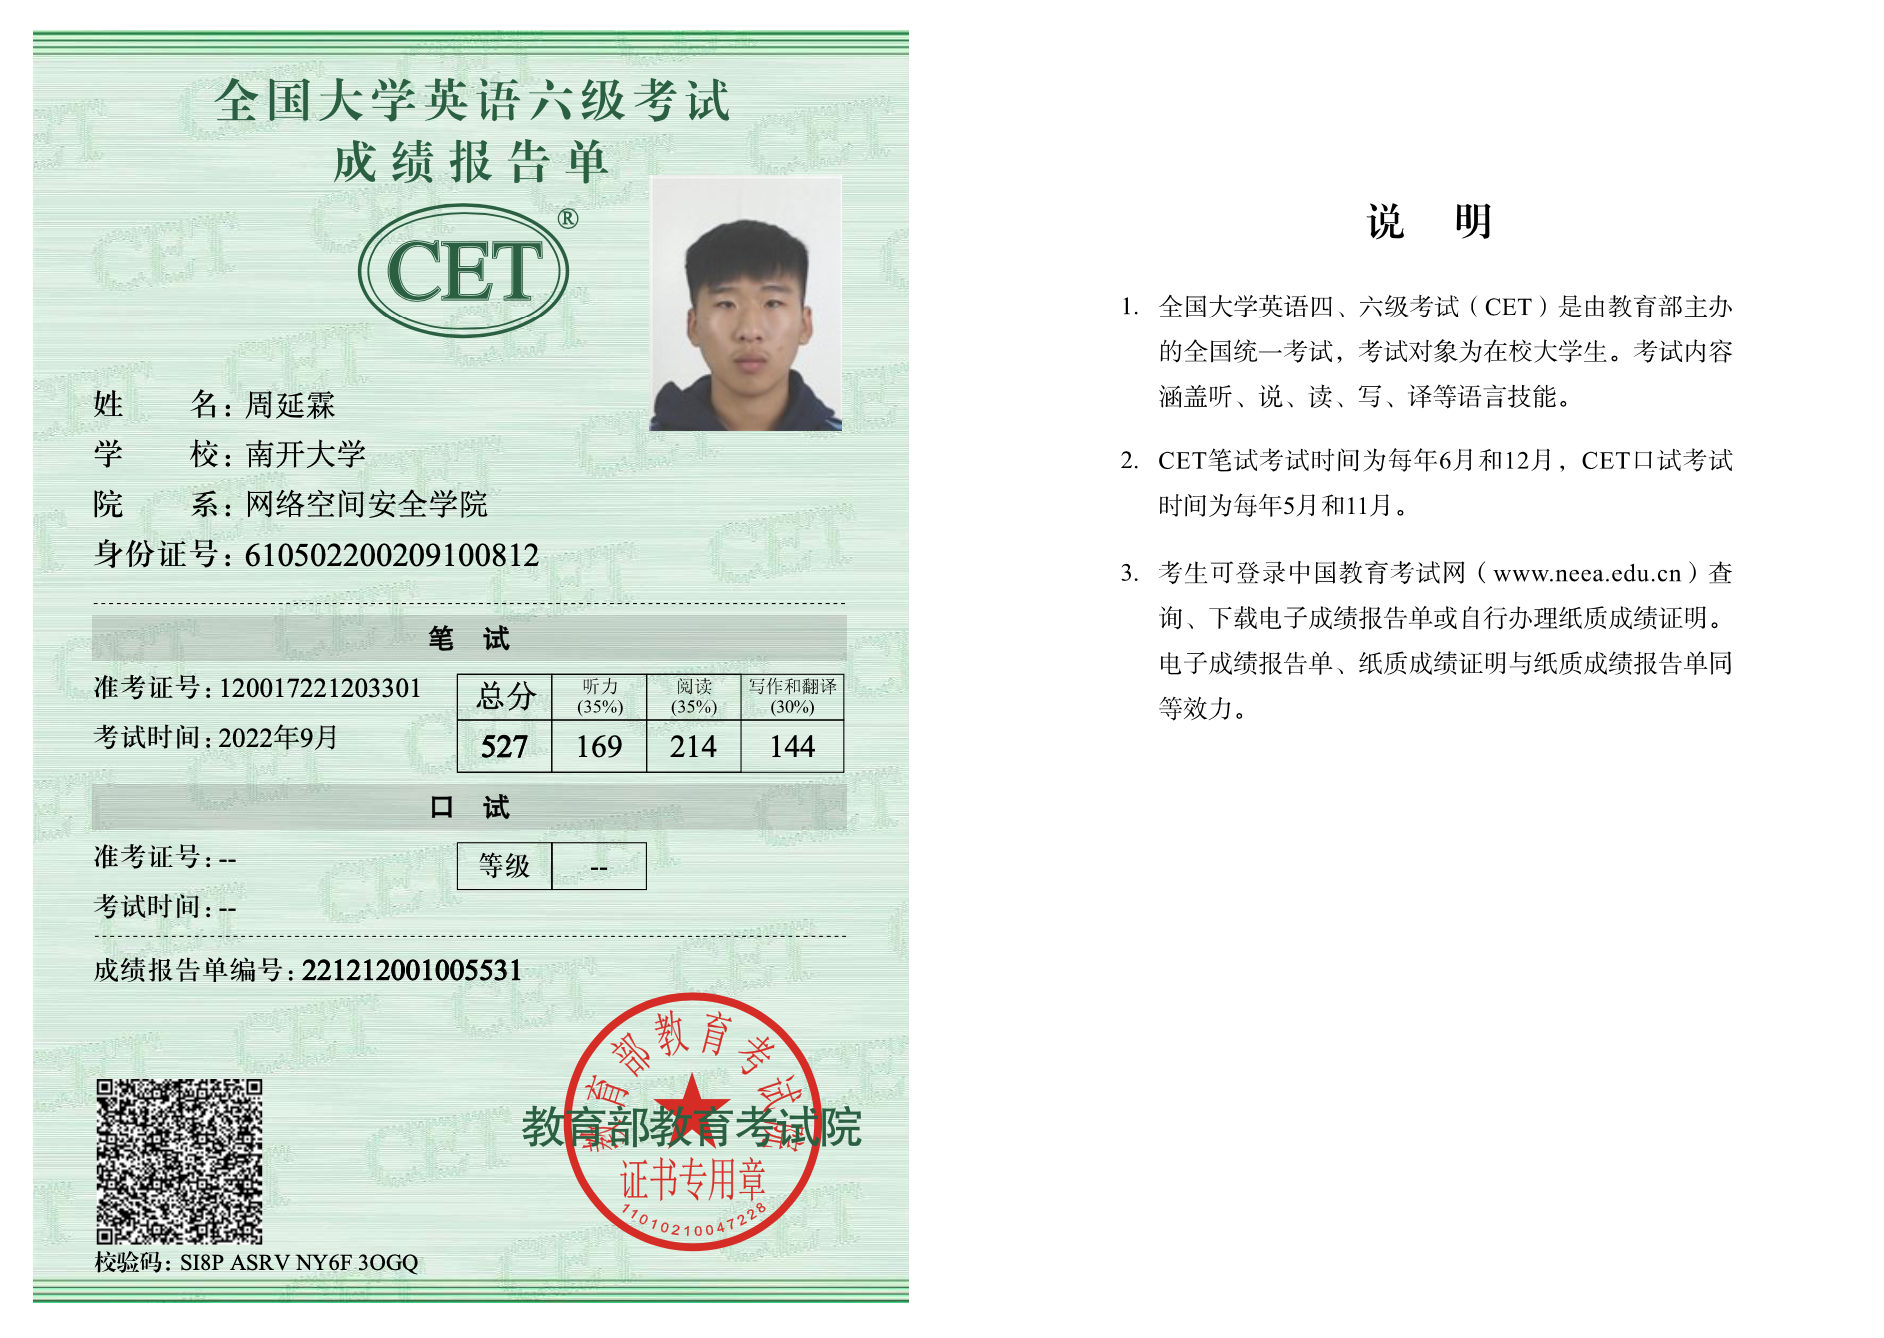 全国大学英语六级考试
成绩报告单
CET®
姓名：周延霖
学校：南开大学
院系：网络空间安全学院
身份证号：610502200209100812
笔 试
准考证号：120017221203301
考试时间：2022年9月
总分 听力(35%) 阅读(35%) 写作和翻译(30%)
527 169 214 144
口 试
准考证号：--
考试时间：--
等级 --
成绩报告单编号：221212001005531
教育部教育考试院
教育部教育考试院
证书专用章
11010210047228
校验码：SI8P ASRV NY6F 3OGQ
说 明
1. 全国大学英语四、六级考试（CET）是由教育部主办
的全国统一考试，考试对象为在校大学生。考试内容
涵盖听、说、读、写、译等语言技能。
2. CET笔试考试时间为每年6月和12月，CET口试考试
时间为每年5月和11月。
3. 考生可登录中国教育考试网（www.neea.edu.cn）查
询、下载电子成绩报告单或自行办理纸质成绩证明。
电子成绩报告单、纸质成绩证明与纸质成绩报告单同
等效力。